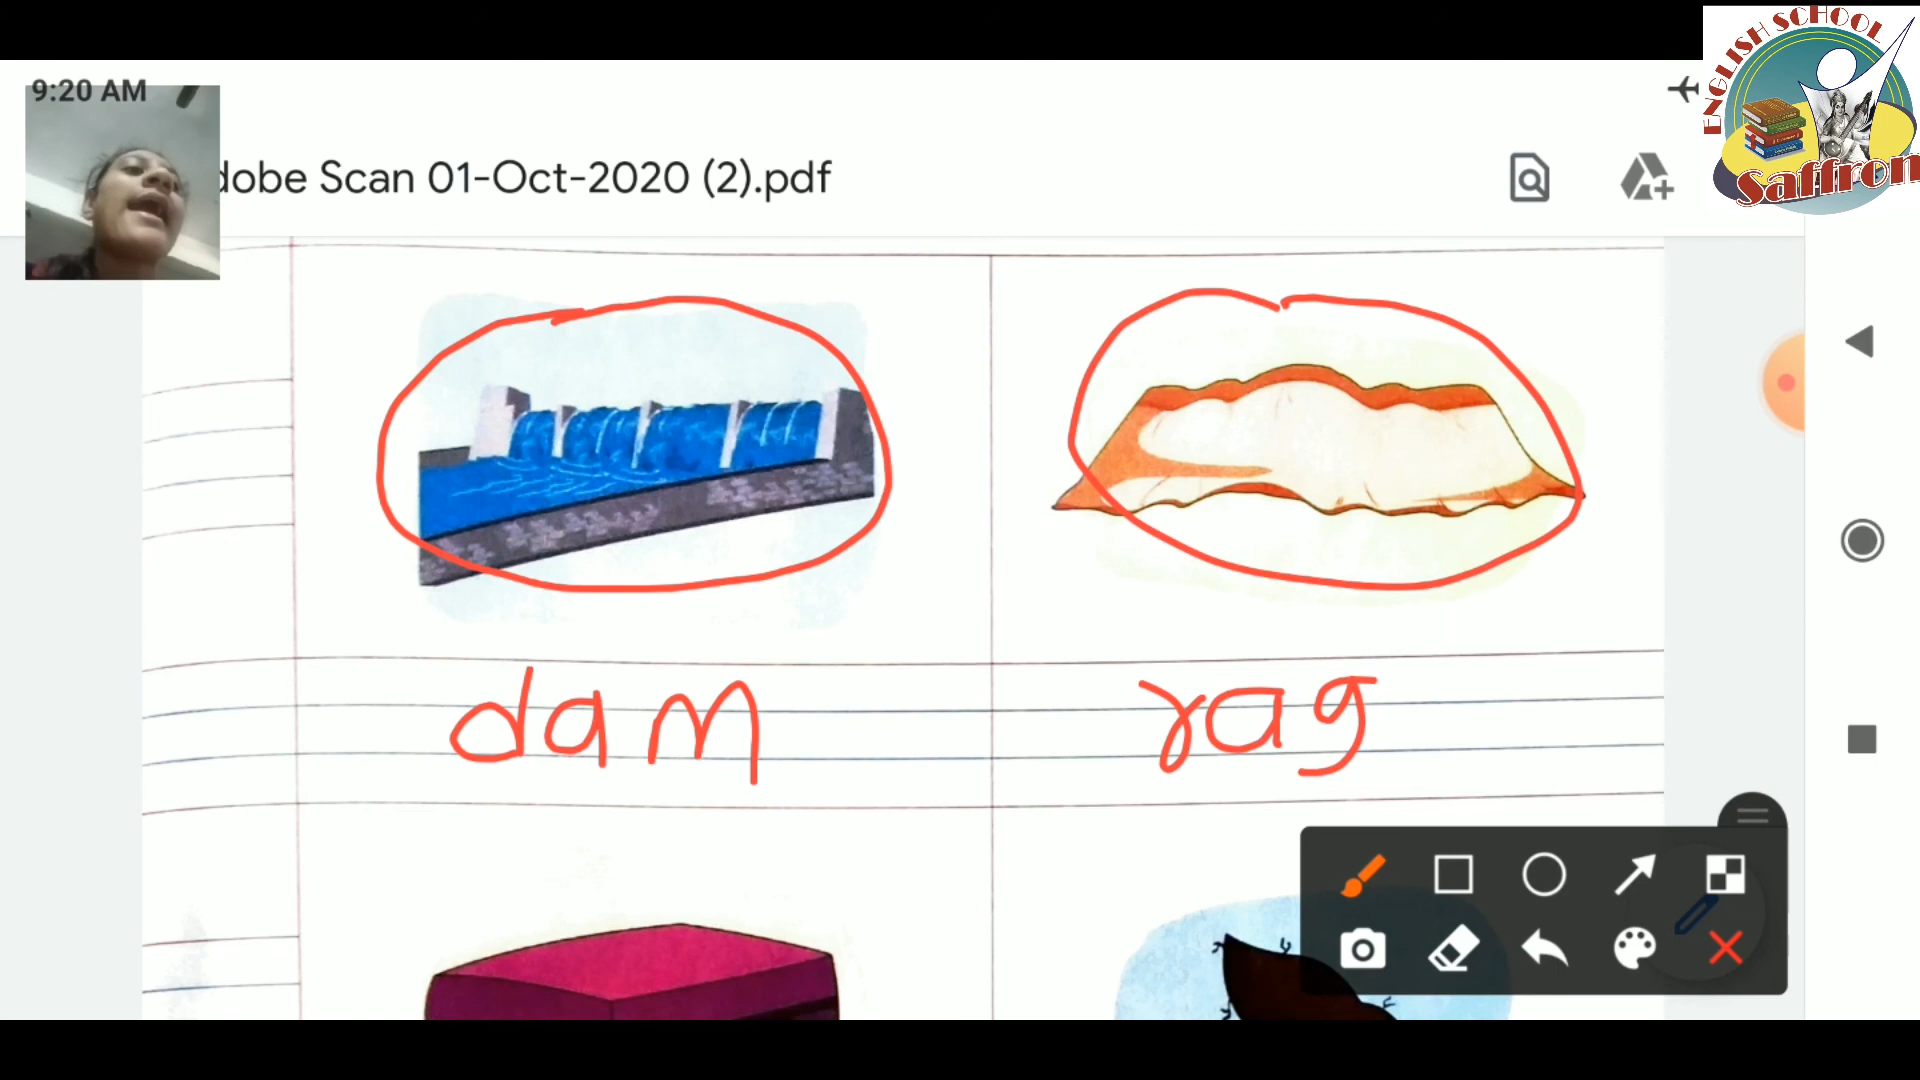 ENGLISH SCHOOL
Saffron
9:20 AM
dobe Scan 01-Oct-2020 (2).pdf
dam rag